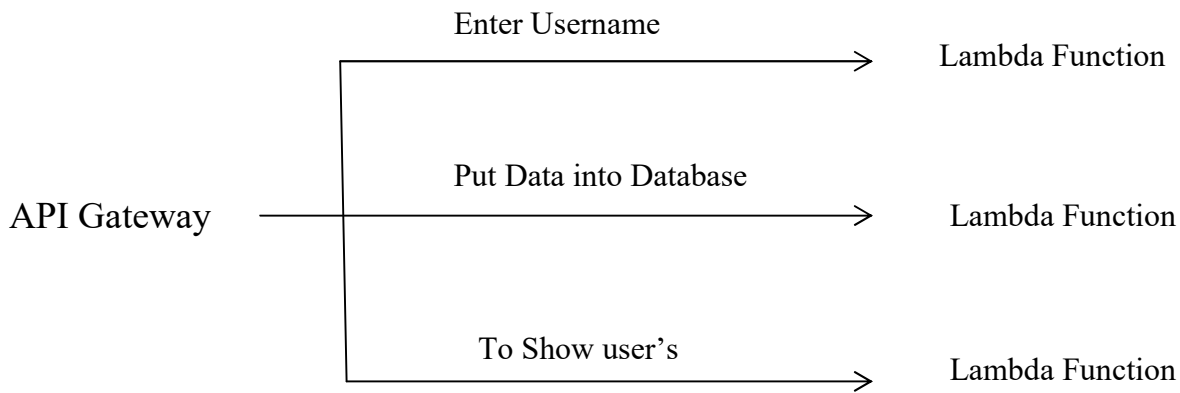 Enter Username
Lambda Function
Put Data into Database
API Gateway
Lambda Function
To Show user’s
Lambda Function